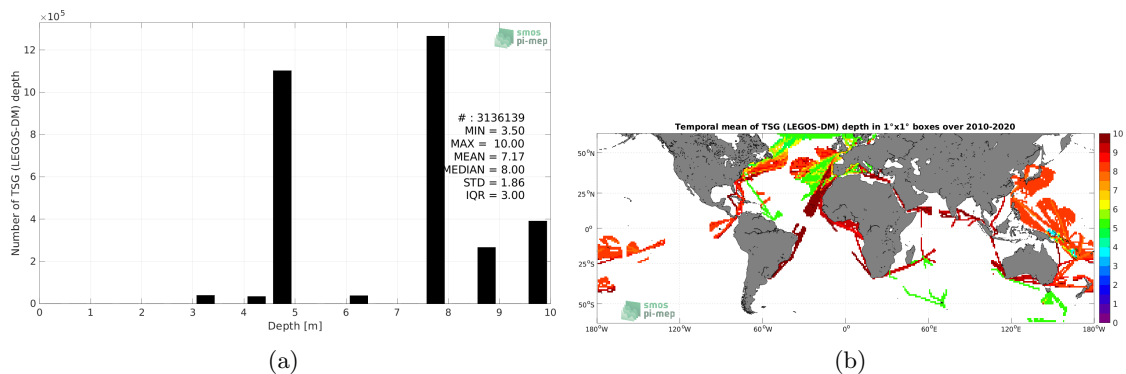 ×10⁵
smos
pi-mep
Number of TSG (LEGOS-DM) depth
12
10
8
6
4
2
0
# : 3136139
MIN = 3.50
MAX = 10.00
MEAN = 7.17
MEDIAN = 8.00
STD = 1.86
IQR = 3.00
0 1 2 3 4 5 6 7 8 9 10
Depth [m]
(a)
Temporal mean of TSG (LEGOS-DM) depth in 1°x1° boxes over 2010-2020
50°N
25°N
0°
25°S
50°S
180°W 120°W 60°W 0° 60°E 120°E 180°W
10
9
8
7
6
5
4
3
2
1
0
smos
pi-mep
(b)